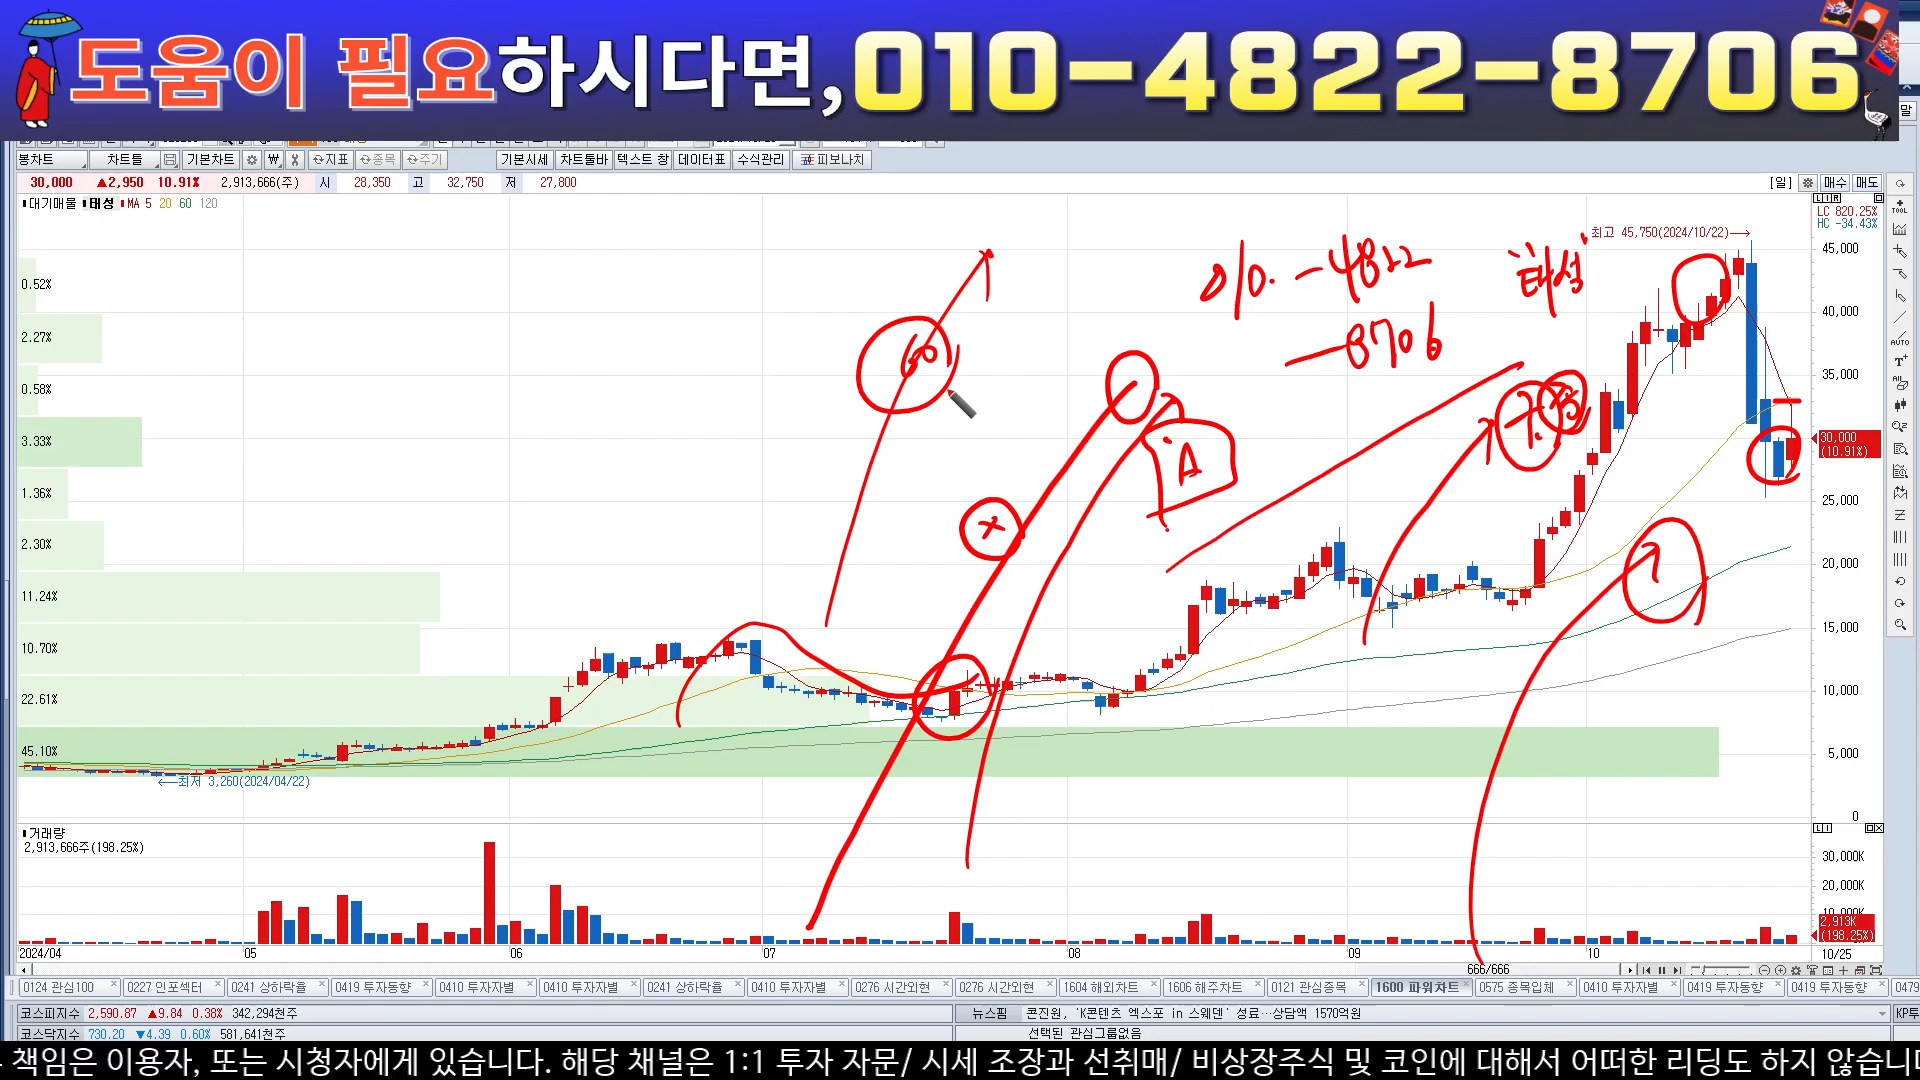 도움이 필요하시다면, 010-4822-8706
봉차트 차트툴 기본차트 ₩ 지표 종목 주기 기본시세 차트툴바 텍스트 창 데이터표 수식관리 피보나치
30,000 ▲2,950 10.91% 2,913,666(주) 시 28,350 고 32,750 저 27,800 [일] 매수 매도
대기매물 태성 MA 5 20 60 120
LC 820.25%
HC -34.43%
최고 45,750(2024/10/22)
45,000
010. -4822
"태성"
0.52%
40,000
2.27%
-8706
60
35,000
0.58%
3.33%
A
30,000
(10.91%)
1.36%
25,000
2.30%
20,000
11.24%
15,000
10.70%
22.61%
10,000
45.10%
5,000
최저 3,260(2024/04/22)
0
거래량
2,913,666주(198.25%)
30,000K
20,000K
10,000K
2,913K
(198.25%)
2024/04 05 06 07 08 09 10 10/25
666/666
0124 관심100 0227 인포섹터 0241 상하락율 0419 투자동향 0410 투자자별 0410 투자자별 0241 상하락율 0410 투자자별 0276 시간외현 0276 시간외현 1604 해외차트 1606 해주차트 0121 관심종목 1600 파워차트 0575 종목입체 0410 투자자별 0419 투자동향 0419 투자동향 0479
코스피지수 2,590.87 ▲9.84 0.38% 342,294천주 뉴스핌 콘진원, 'K콘텐츠 엑스포 in 스웨덴' 성료…상담액 1570억원 KP투
코스닥지수 730.20 ▼4.39 0.60% 581,641천주 선택된 관심그룹없음
책임은 이용자, 또는 시청자에게 있습니다. 해당 채널은 1:1 투자 자문/ 시세 조장과 선취매/ 비상장주식 및 코인에 대해서 어떠한 리딩도 하지 않습니다